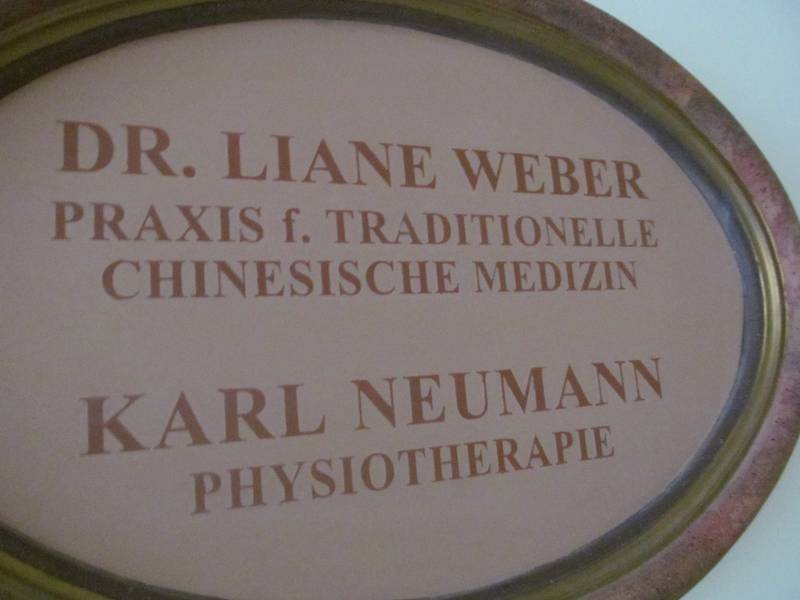 DR. LIANE WEBER
PRAXIS f. TRADITIONELLE
CHINESISCHE MEDIZIN
KARL NEUMANN
PHYSIOTHERAPIE